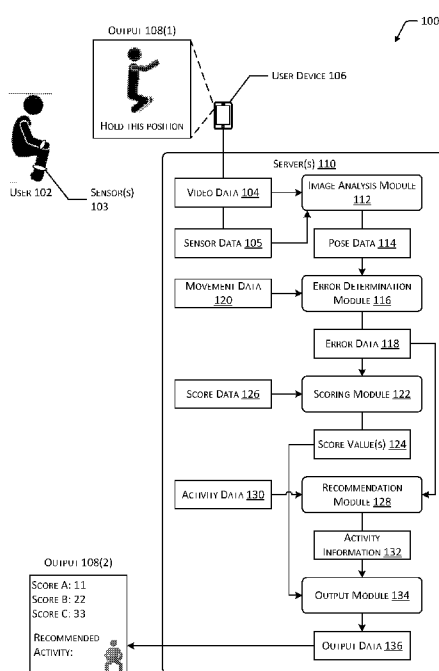 100
OUTPUT 108(1)
HOLD THIS POSITION
USER DEVICE 106
USER 102
SENSOR(S)
103
SERVER(S) 110
VIDEO DATA 104
IMAGE ANALYSIS MODULE
112
SENSOR DATA 105
POSE DATA 114
MOVEMENT DATA
120
ERROR DETERMINATION
MODULE 116
ERROR DATA 118
SCORE DATA 126
SCORING MODULE 122
SCORE VALUE(S) 124
ACTIVITY DATA 130
RECOMMENDATION
MODULE 128
ACTIVITY
INFORMATION 132
OUTPUT MODULE 134
OUTPUT DATA 136
OUTPUT 108(2)
SCORE A: 11
SCORE B: 22
SCORE C: 33
RECOMMENDED
ACTIVITY: